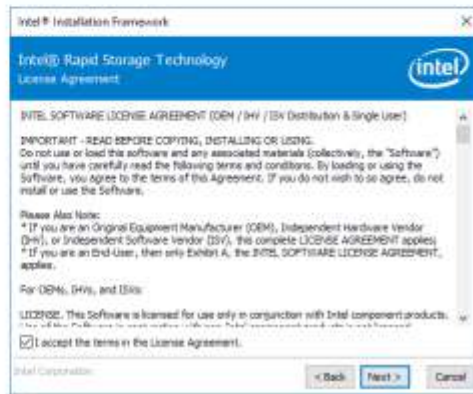 Intel® Installation Framework
Intel® Rapid Storage Technology
License Agreement
intel
INTEL SOFTWARE LICENSE AGREEMENT (OEM / IHV / ISV Distribution & Single User)
IMPORTANT - READ BEFORE COPYING, INSTALLING OR USING.
Do not use or load this software and any associated materials (collectively, the "Software")
until you have carefully read the following terms and conditions. By loading or using the
Software, you agree to the terms of this Agreement. If you do not wish to so agree, do not
install or use the Software.
Please Also Note:
* If you are an Original Equipment Manufacturer (OEM), Independent Hardware Vendor
(IHV), or Independent Software Vendor (ISV), this complete LICENSE AGREEMENT applies;
* If you are an End-User, then only Exhibit A, the INTEL SOFTWARE LICENSE AGREEMENT,
applies.
For OEMs, IHVs, and ISVs:
LICENSE. This Software is licensed for use only in conjunction with Intel component products.
I accept the terms in the License Agreement.
Intel Corporation
< Back
Next >
Cancel